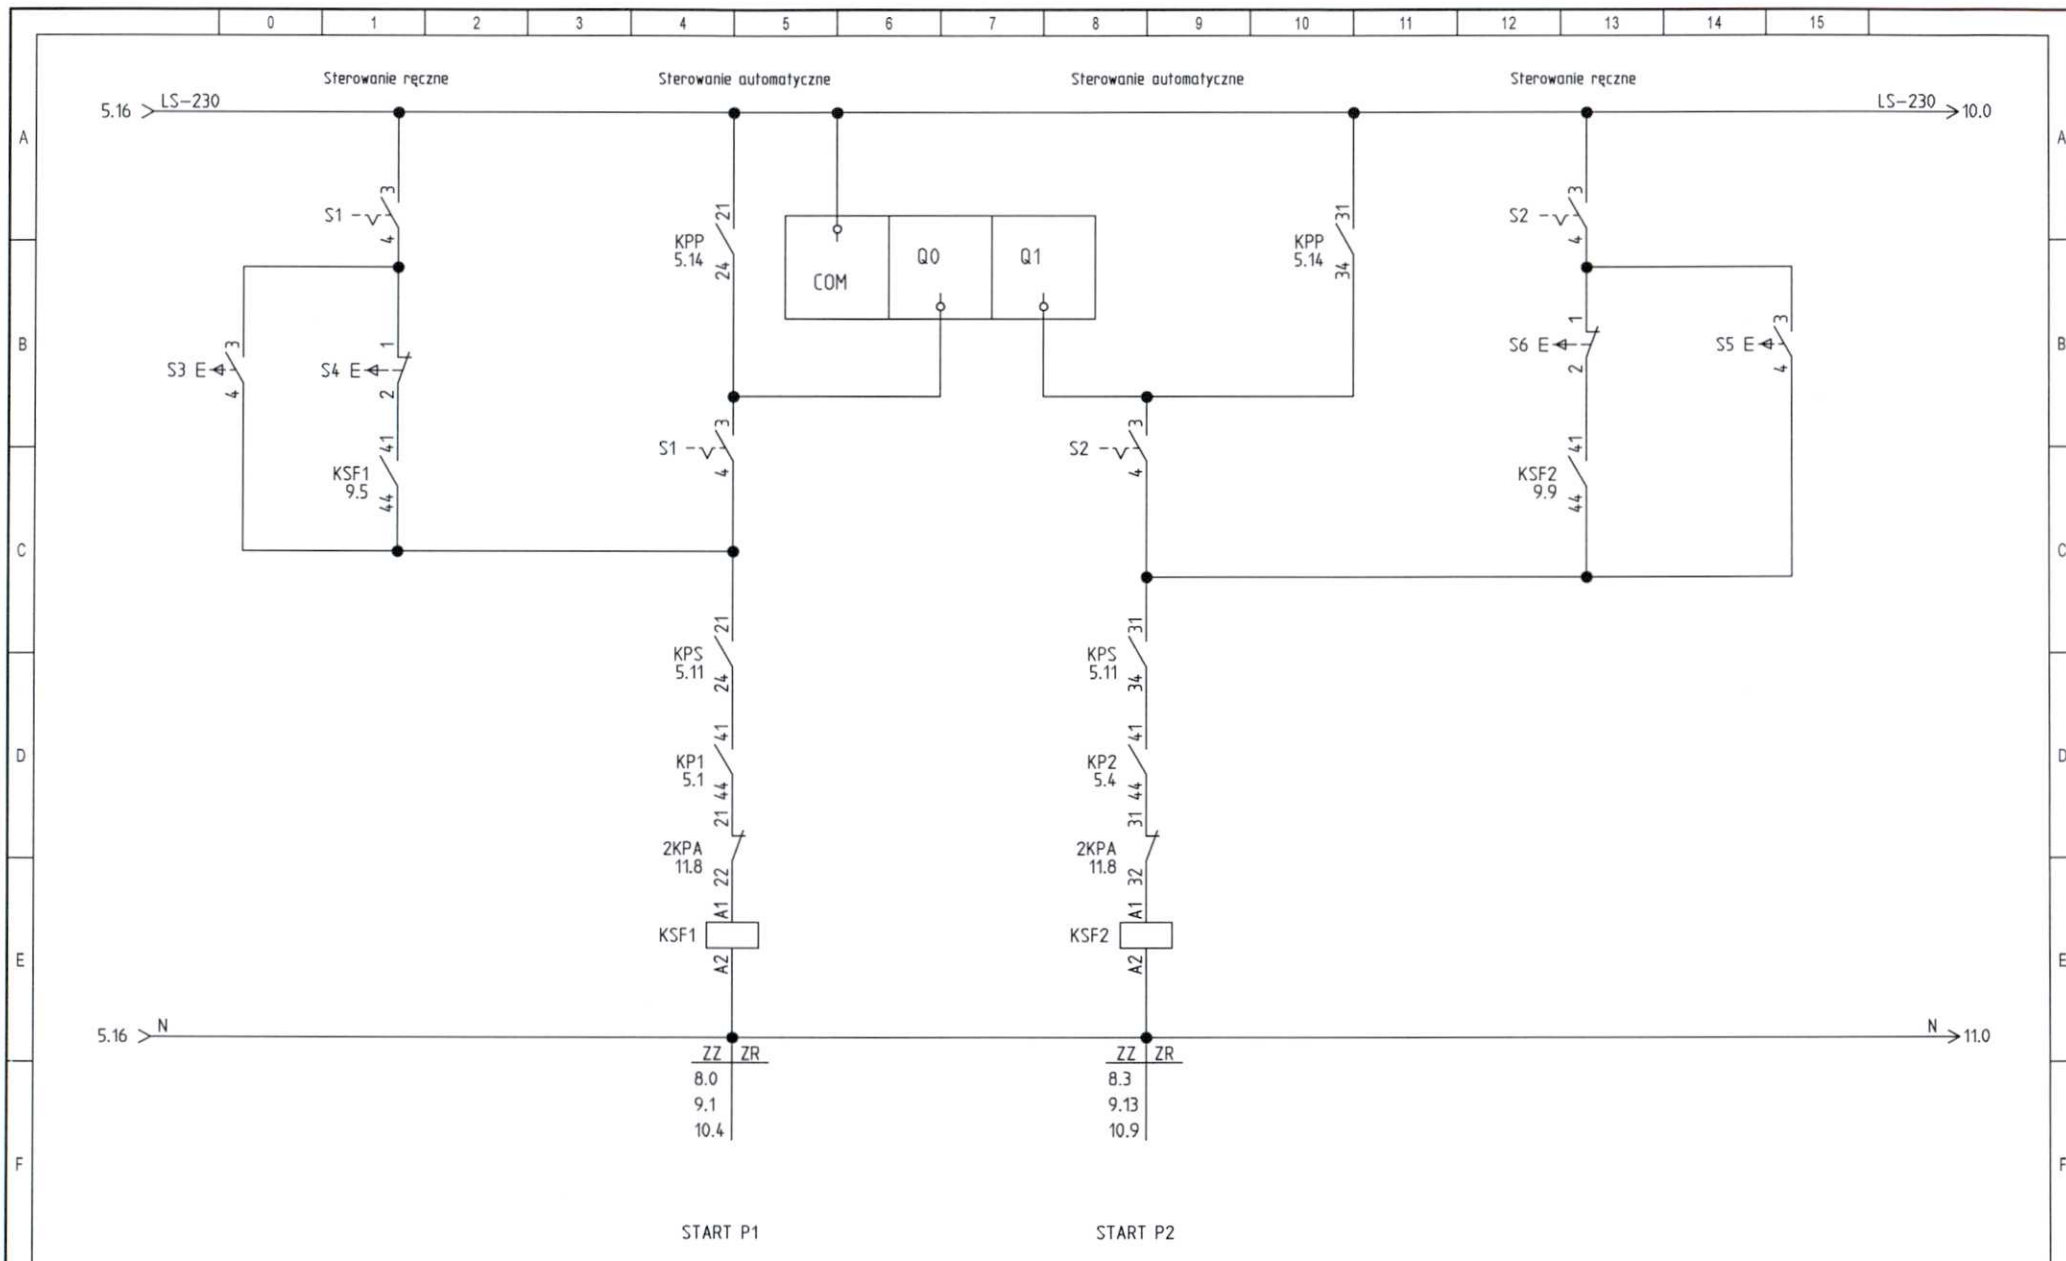 0 1 2 3 4 5 6 7 8 9 10 11 12 13 14 15
Sterowanie ręczne
Sterowanie automatyczne
Sterowanie automatyczne
Sterowanie ręczne
5.16 LS-230
LS-230 10.0
A
A
S1 3 4
KPP 21
5.14 24
COM
Q0
Q1
KPP 31
5.14 34
S2 3 4
B
B
S3 E 3 4
S4 E 1 2
S6 E 1 2
S5 E 3 4
S1 3 4
S2 3 4
KSF1 41
9.5 44
KSF2 41
9.9 44
C
C
KPS 21
5.11 24
KPS 31
5.11 34
D
D
KP1 41
5.1 44
KP2 41
5.4 44
2KPA 21
11.8 22
2KPA 31
11.8 32
E
E
KSF1 A1 A2
KSF2 A1 A2
5.16 N
N 11.0
ZZ ZR
8.0
9.1
10.4
ZZ ZR
8.3
9.13
10.9
F
F
START P1
START P2